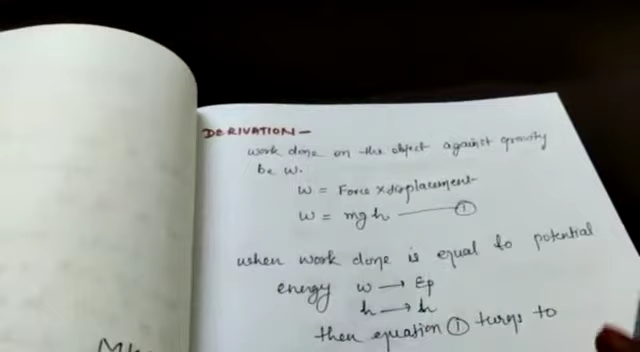 DERIVATION—
work done on the object against gravity
be W.
W = Force × displacement
W = mgh —— ①
when work done is equal to potential
energy W → Ep
h → h
then equation ① turns to